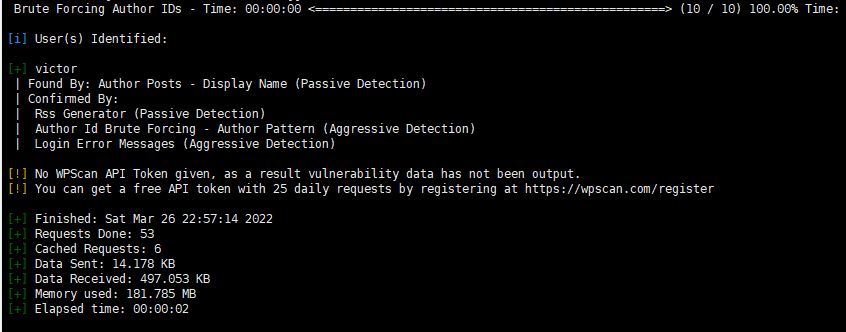 Brute Forcing Author IDs - Time: 00:00:00 <==================================================> (10 / 10) 100.00% Time:
[i] User(s) Identified:
[+] victor
| Found By: Author Posts - Display Name (Passive Detection)
| Confirmed By:
|  Rss Generator (Passive Detection)
|  Author Id Brute Forcing - Author Pattern (Aggressive Detection)
|  Login Error Messages (Aggressive Detection)
[!] No WPScan API Token given, as a result vulnerability data has not been output.
[!] You can get a free API token with 25 daily requests by registering at https://wpscan.com/register
[+] Finished: Sat Mar 26 22:57:14 2022
[+] Requests Done: 53
[+] Cached Requests: 6
[+] Data Sent: 14.178 KB
[+] Data Received: 497.053 KB
[+] Memory used: 181.785 MB
[+] Elapsed time: 00:00:02